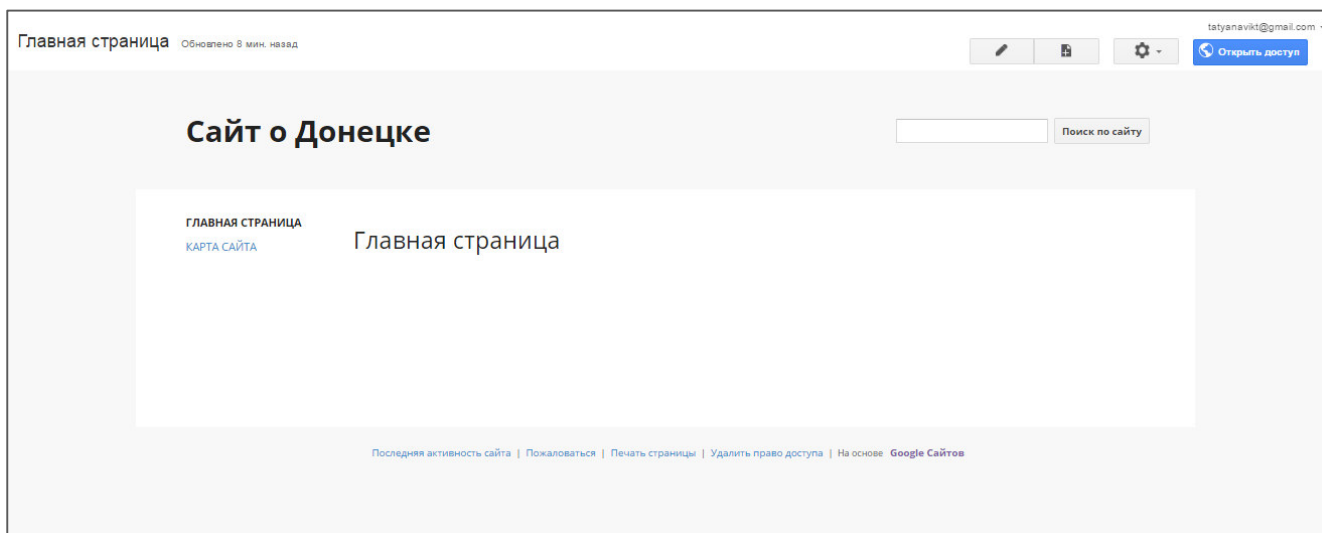 tatyanavikt@gmail.com
Главная страница Обновлено 8 мин. назад
Открыть доступ
Сайт о Донецке
Поиск по сайту
ГЛАВНАЯ СТРАНИЦА
КАРТА САЙТА
Главная страница
Последняя активность сайта | Пожаловаться | Печать страницы | Удалить право доступа | На основе Google Сайтов